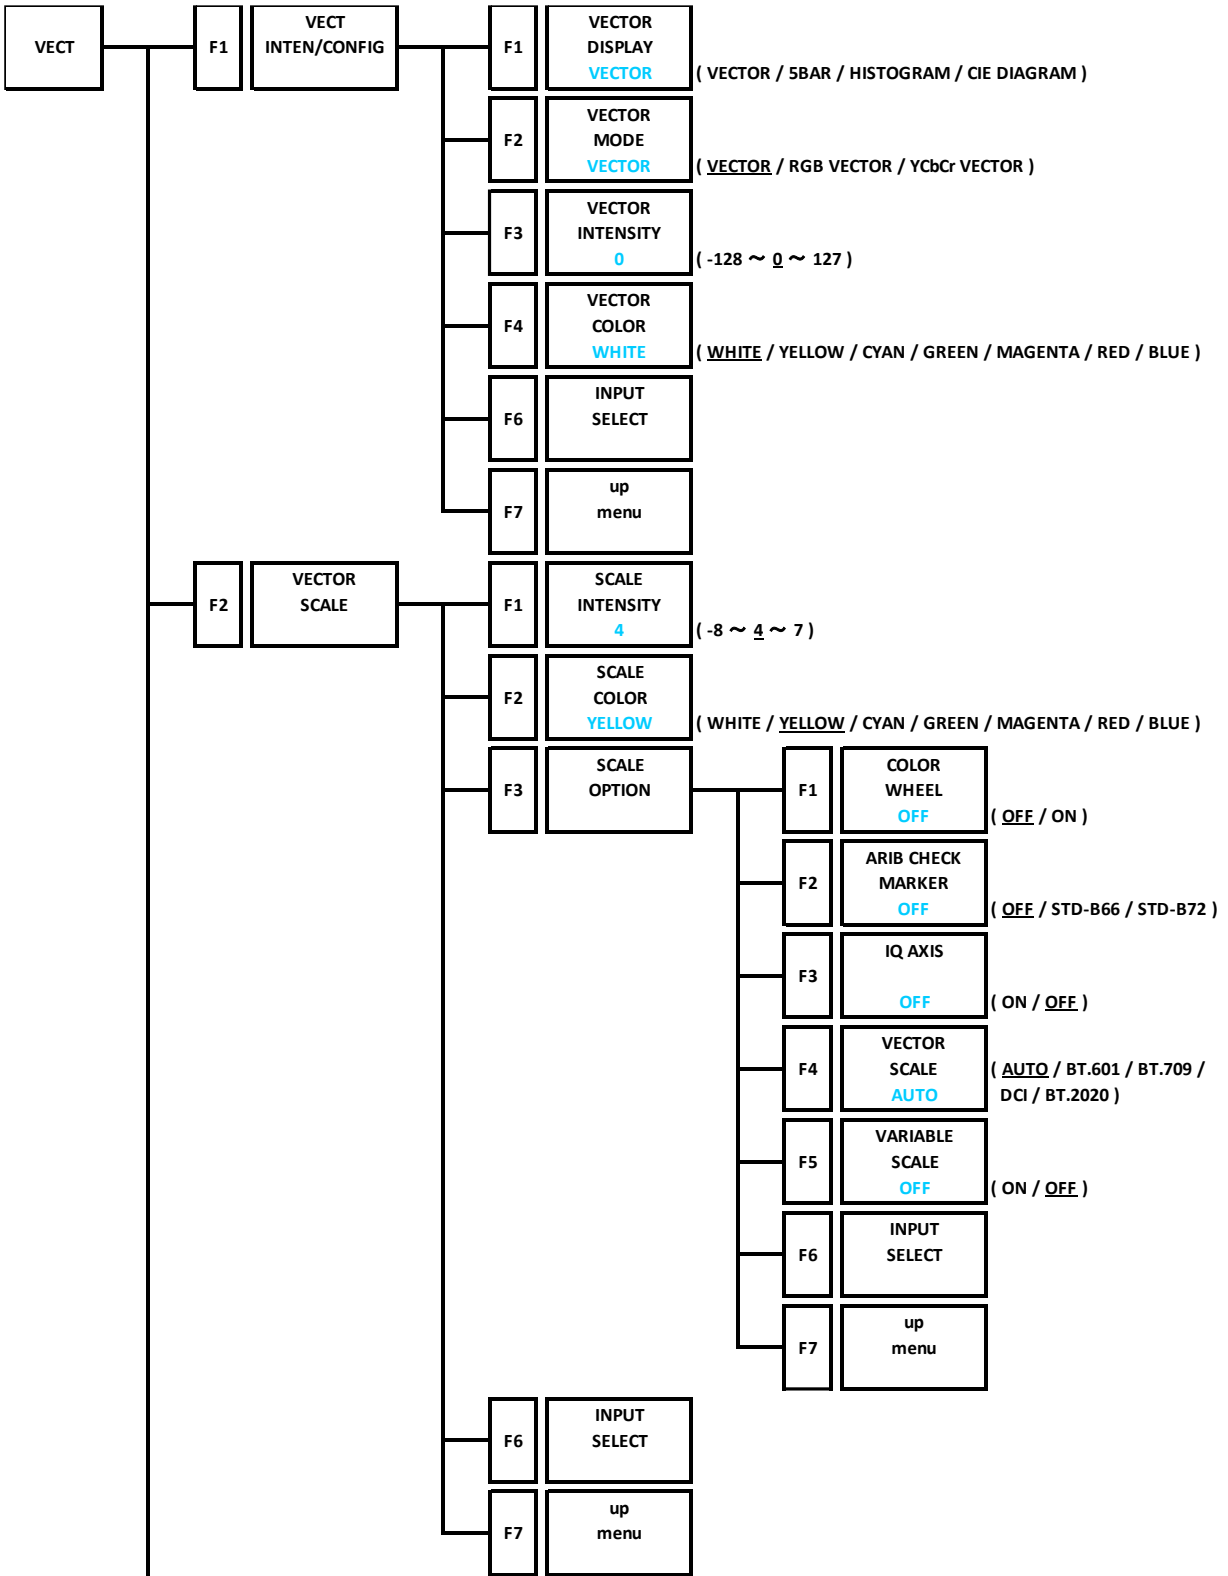 VECT
F1
VECT
INTEN/CONFIG
F1
VECTOR
DISPLAY
VECTOR
( VECTOR / 5BAR / HISTOGRAM / CIE DIAGRAM )
F2
VECTOR
MODE
VECTOR
( VECTOR / RGB VECTOR / YCbCr VECTOR )
F3
VECTOR
INTENSITY
0
( -128 ～ 0 ～ 127 )
F4
VECTOR
COLOR
WHITE
( WHITE / YELLOW / CYAN / GREEN / MAGENTA / RED / BLUE )
F6
INPUT
SELECT
F7
up
menu
F2
VECTOR
SCALE
F1
SCALE
INTENSITY
4
( -8 ～ 4 ～ 7 )
F2
SCALE
COLOR
YELLOW
( WHITE / YELLOW / CYAN / GREEN / MAGENTA / RED / BLUE )
F3
SCALE
OPTION
F1
COLOR
WHEEL
OFF
( OFF / ON )
F2
ARIB CHECK
MARKER
OFF
( OFF / STD-B66 / STD-B72 )
F3
IQ AXIS
OFF
( ON / OFF )
F4
VECTOR
SCALE
AUTO
( AUTO / BT.601 / BT.709 /
DCI / BT.2020 )
F5
VARIABLE
SCALE
OFF
( ON / OFF )
F6
INPUT
SELECT
F7
up
menu
F6
INPUT
SELECT
F7
up
menu